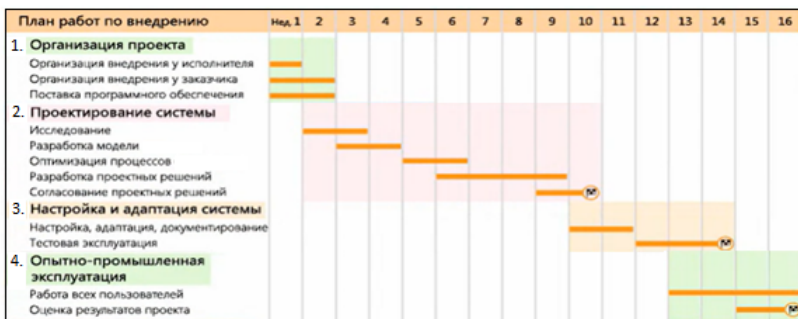 План работ по внедрению Нед. 1 2 3 4 5 6 7 8 9 10 11 12 13 14 15 16
1. Организация проекта
Организация внедрения у исполнителя
Организация внедрения у заказчика
Поставка программного обеспечения
2. Проектирование системы
Исследование
Разработка модели
Оптимизация процессов
Разработка проектных решений
Согласование проектных решений
3. Настройка и адаптация системы
Настройка, адаптация, документирование
Тестовая эксплуатация
4. Опытно-промышленная
эксплуатация
Работа всех пользователей
Оценка результатов проекта